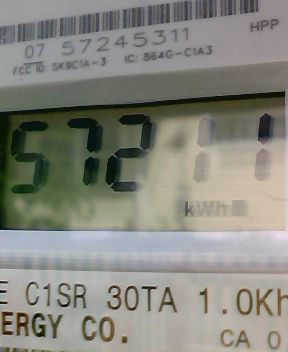 07 57245311
HPP
FCC ID: SK9C1A-3 IC: 864G-C1A3
57211
kWh
E C1SR 30TA 1.0Kh
ERGY CO.
CA 0